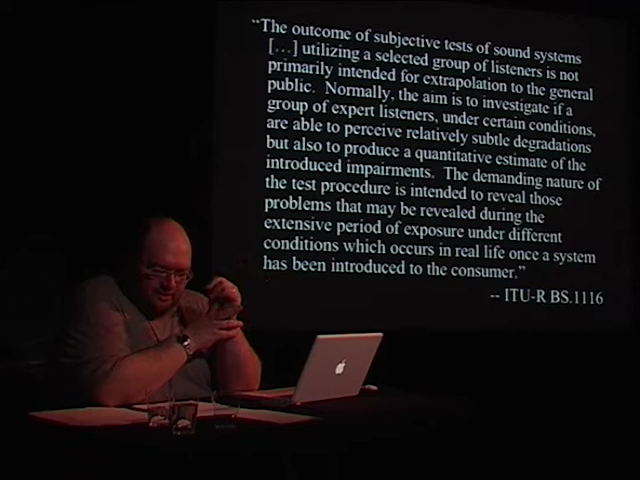 “The outcome of subjective tests of sound systems
[…] utilizing a selected group of listeners is not
primarily intended for extrapolation to the general
public.  Normally, the aim is to investigate if a
group of expert listeners, under certain conditions,
are able to perceive relatively subtle degradations
but also to produce a quantitative estimate of the
introduced impairments.  The demanding nature of
the test procedure is intended to reveal those
problems that may be revealed during the
extensive period of exposure under different
conditions which occurs in real life once a system
has been introduced to the consumer.”
-- ITU-R BS.1116